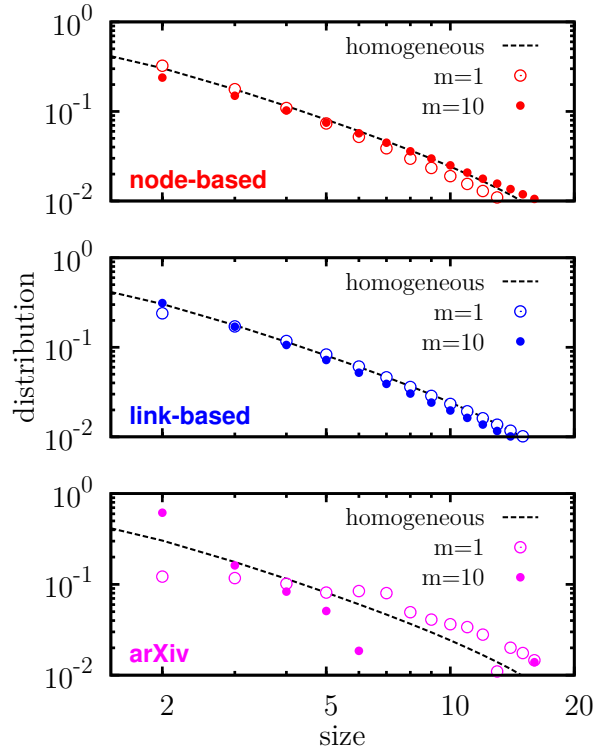 10^0
homogeneous
m=1
m=10
10^-1
node-based
10^-2
10^0
homogeneous
m=1
m=10
10^-1
distribution
link-based
10^-2
10^0
homogeneous
m=1
m=10
10^-1
arXiv
10^-2
2 5 10 20
size